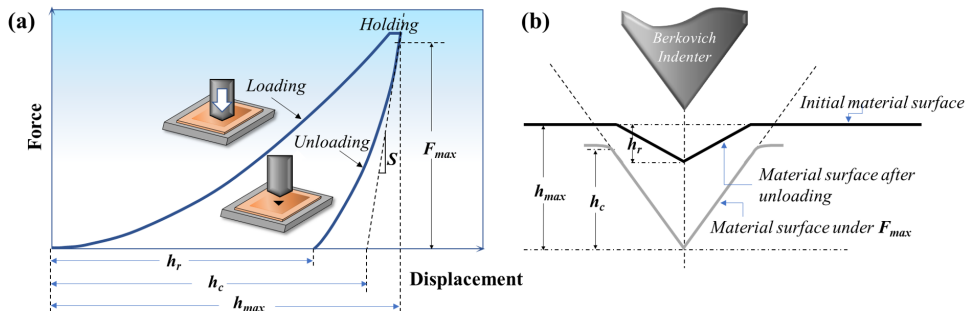 (a)
Holding
Loading
Unloading
Force
S
F_max
h_r
h_c
Displacement
h_max
(b)
Berkovich
Indenter
Initial material surface
h_r
h_max
h_c
Material surface after
unloading
Material surface under F_max